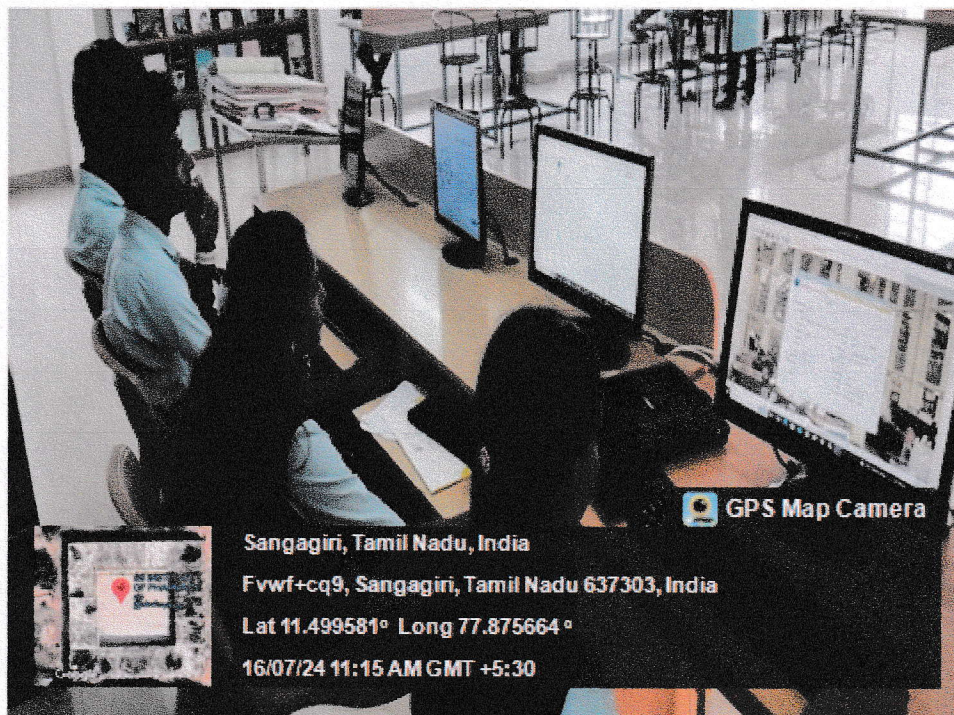 GPS Map Camera
Sangagiri, Tamil Nadu, India
Fvwf+cq9, Sangagiri, Tamil Nadu 637303, India
Lat 11.499581° Long 77.875664°
16/07/24 11:15 AM GMT +5:30